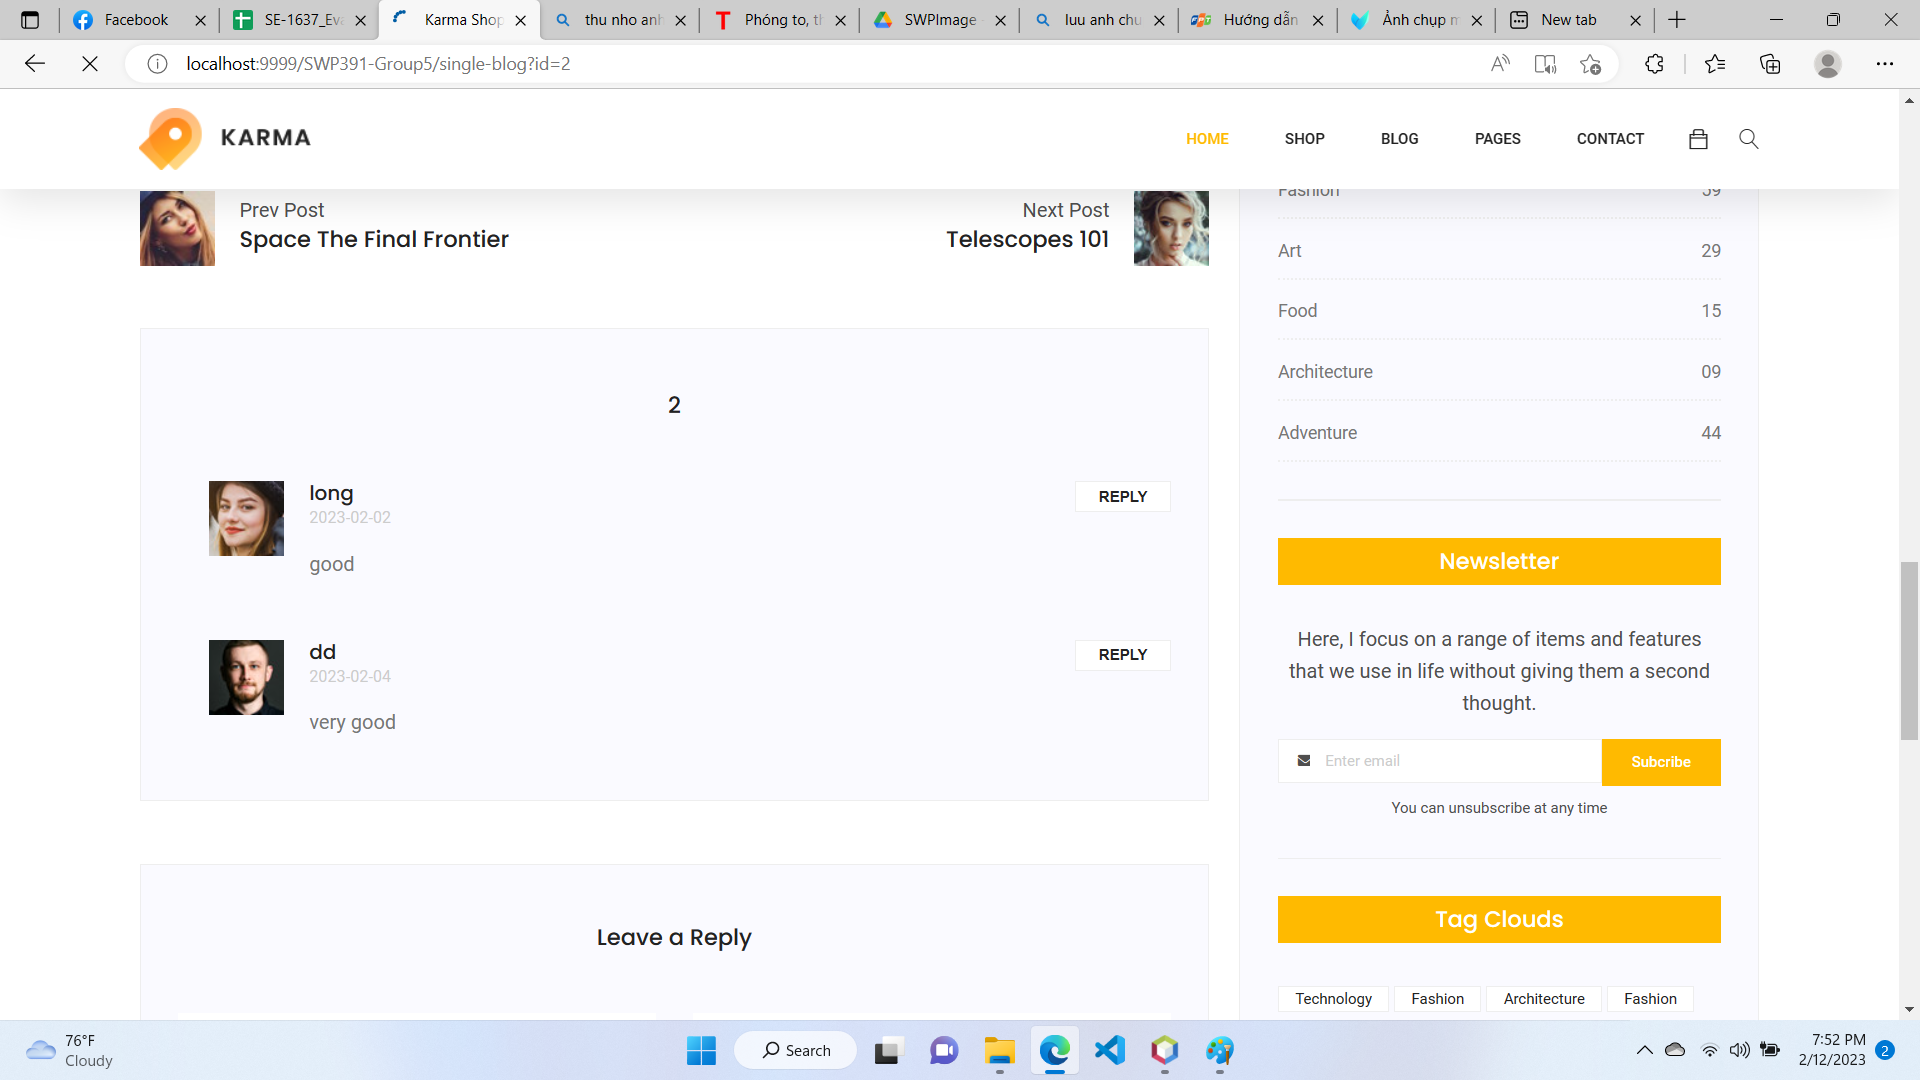 Facebook
SE-1637_Eva
Karma Shop
thu nho anh
Phóng to, th
SWPImage
luu anh chu
Hướng dẫn
Ảnh chụp m
New tab
localhost:9999/SWP391-Group5/single-blog?id=2
KARMA
HOME
SHOP
BLOG
PAGES
CONTACT
Prev Post
Space The Final Frontier
Next Post
Telescopes 101
2
long
2023-02-02
REPLY
good
dd
2023-02-04
REPLY
very good
Leave a Reply
Fashion 59
Art 29
Food 15
Architecture 09
Adventure 44
Newsletter
Here, I focus on a range of items and features
that we use in life without giving them a second
thought.
Enter email
Subcribe
You can unsubscribe at any time
Tag Clouds
Technology
Fashion
Architecture
Fashion
76°F
Cloudy
Search
7:52 PM
2/12/2023
2